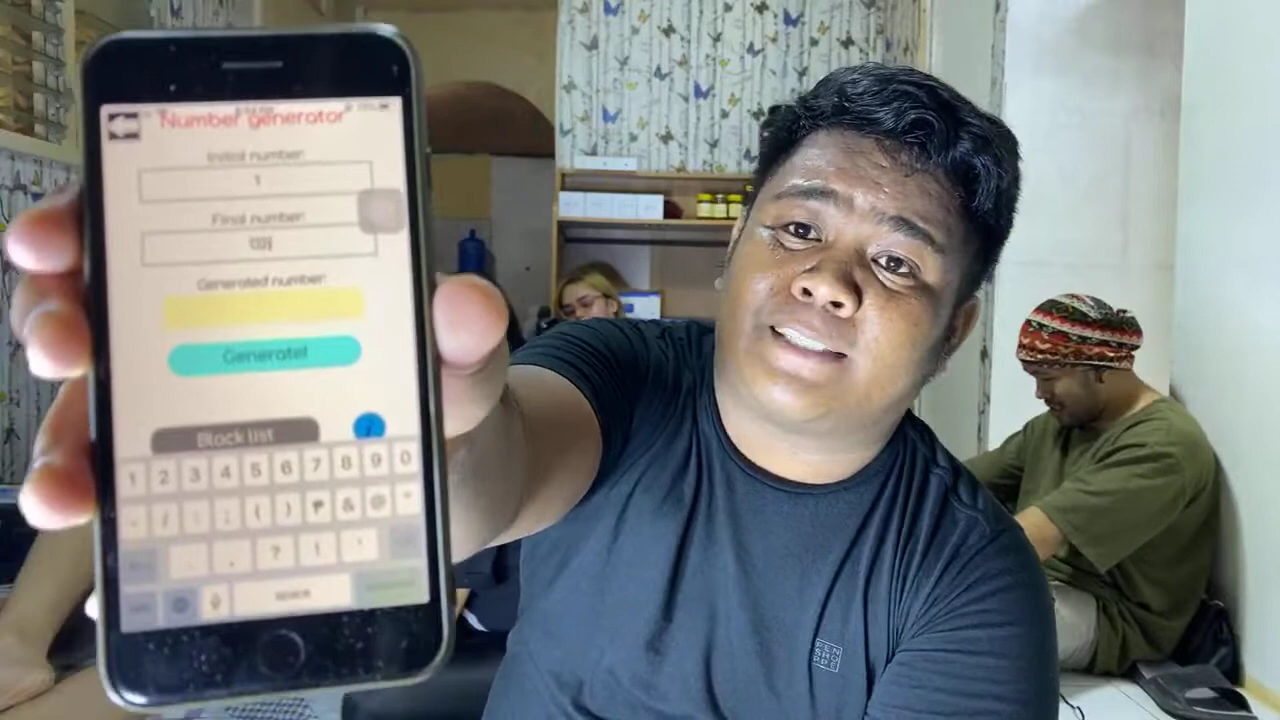 Number generator
Initial number:
1
Final number:
Generated number:
Generate!
Block list
1 2 3 4 5 6 7 8 9 0
- / : ; ( ) ₱ & @ "
. , ? ! '
PENSHOPPE